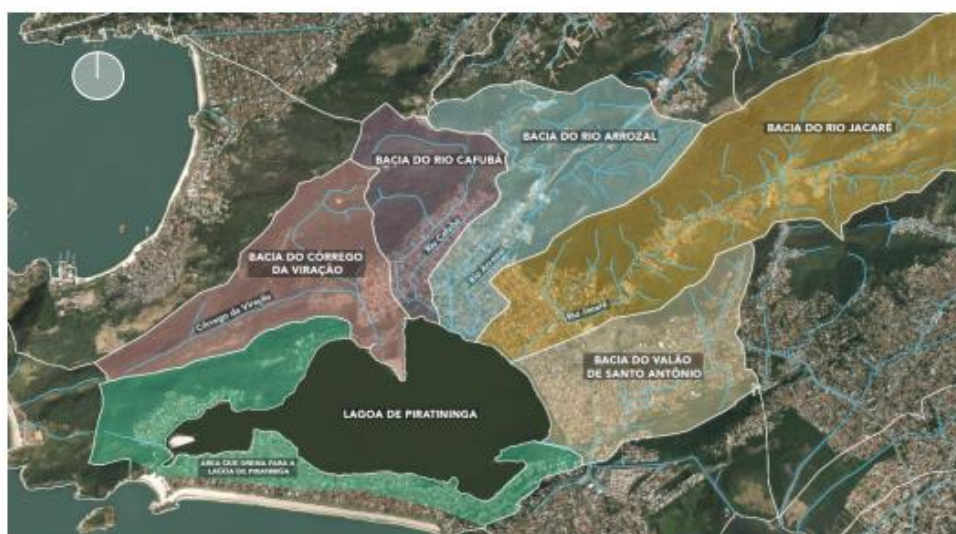 BACIA DO RIO JACARÉ
BACIA DO RIO ARROZAL
BACIA DO RIO CAFUBÁ
Rio Cafubá
BACIA DO CÓRREGO
DA VIRAÇÃO
Rio Arrozal
Córrego da Viração
Rio Jacaré
BACIA DO VALÃO
DE SANTO ANTÔNIO
LAGOA DE PIRATININGA
ÁREA QUE DRENA PARA A
LAGOA DE PIRATININGA